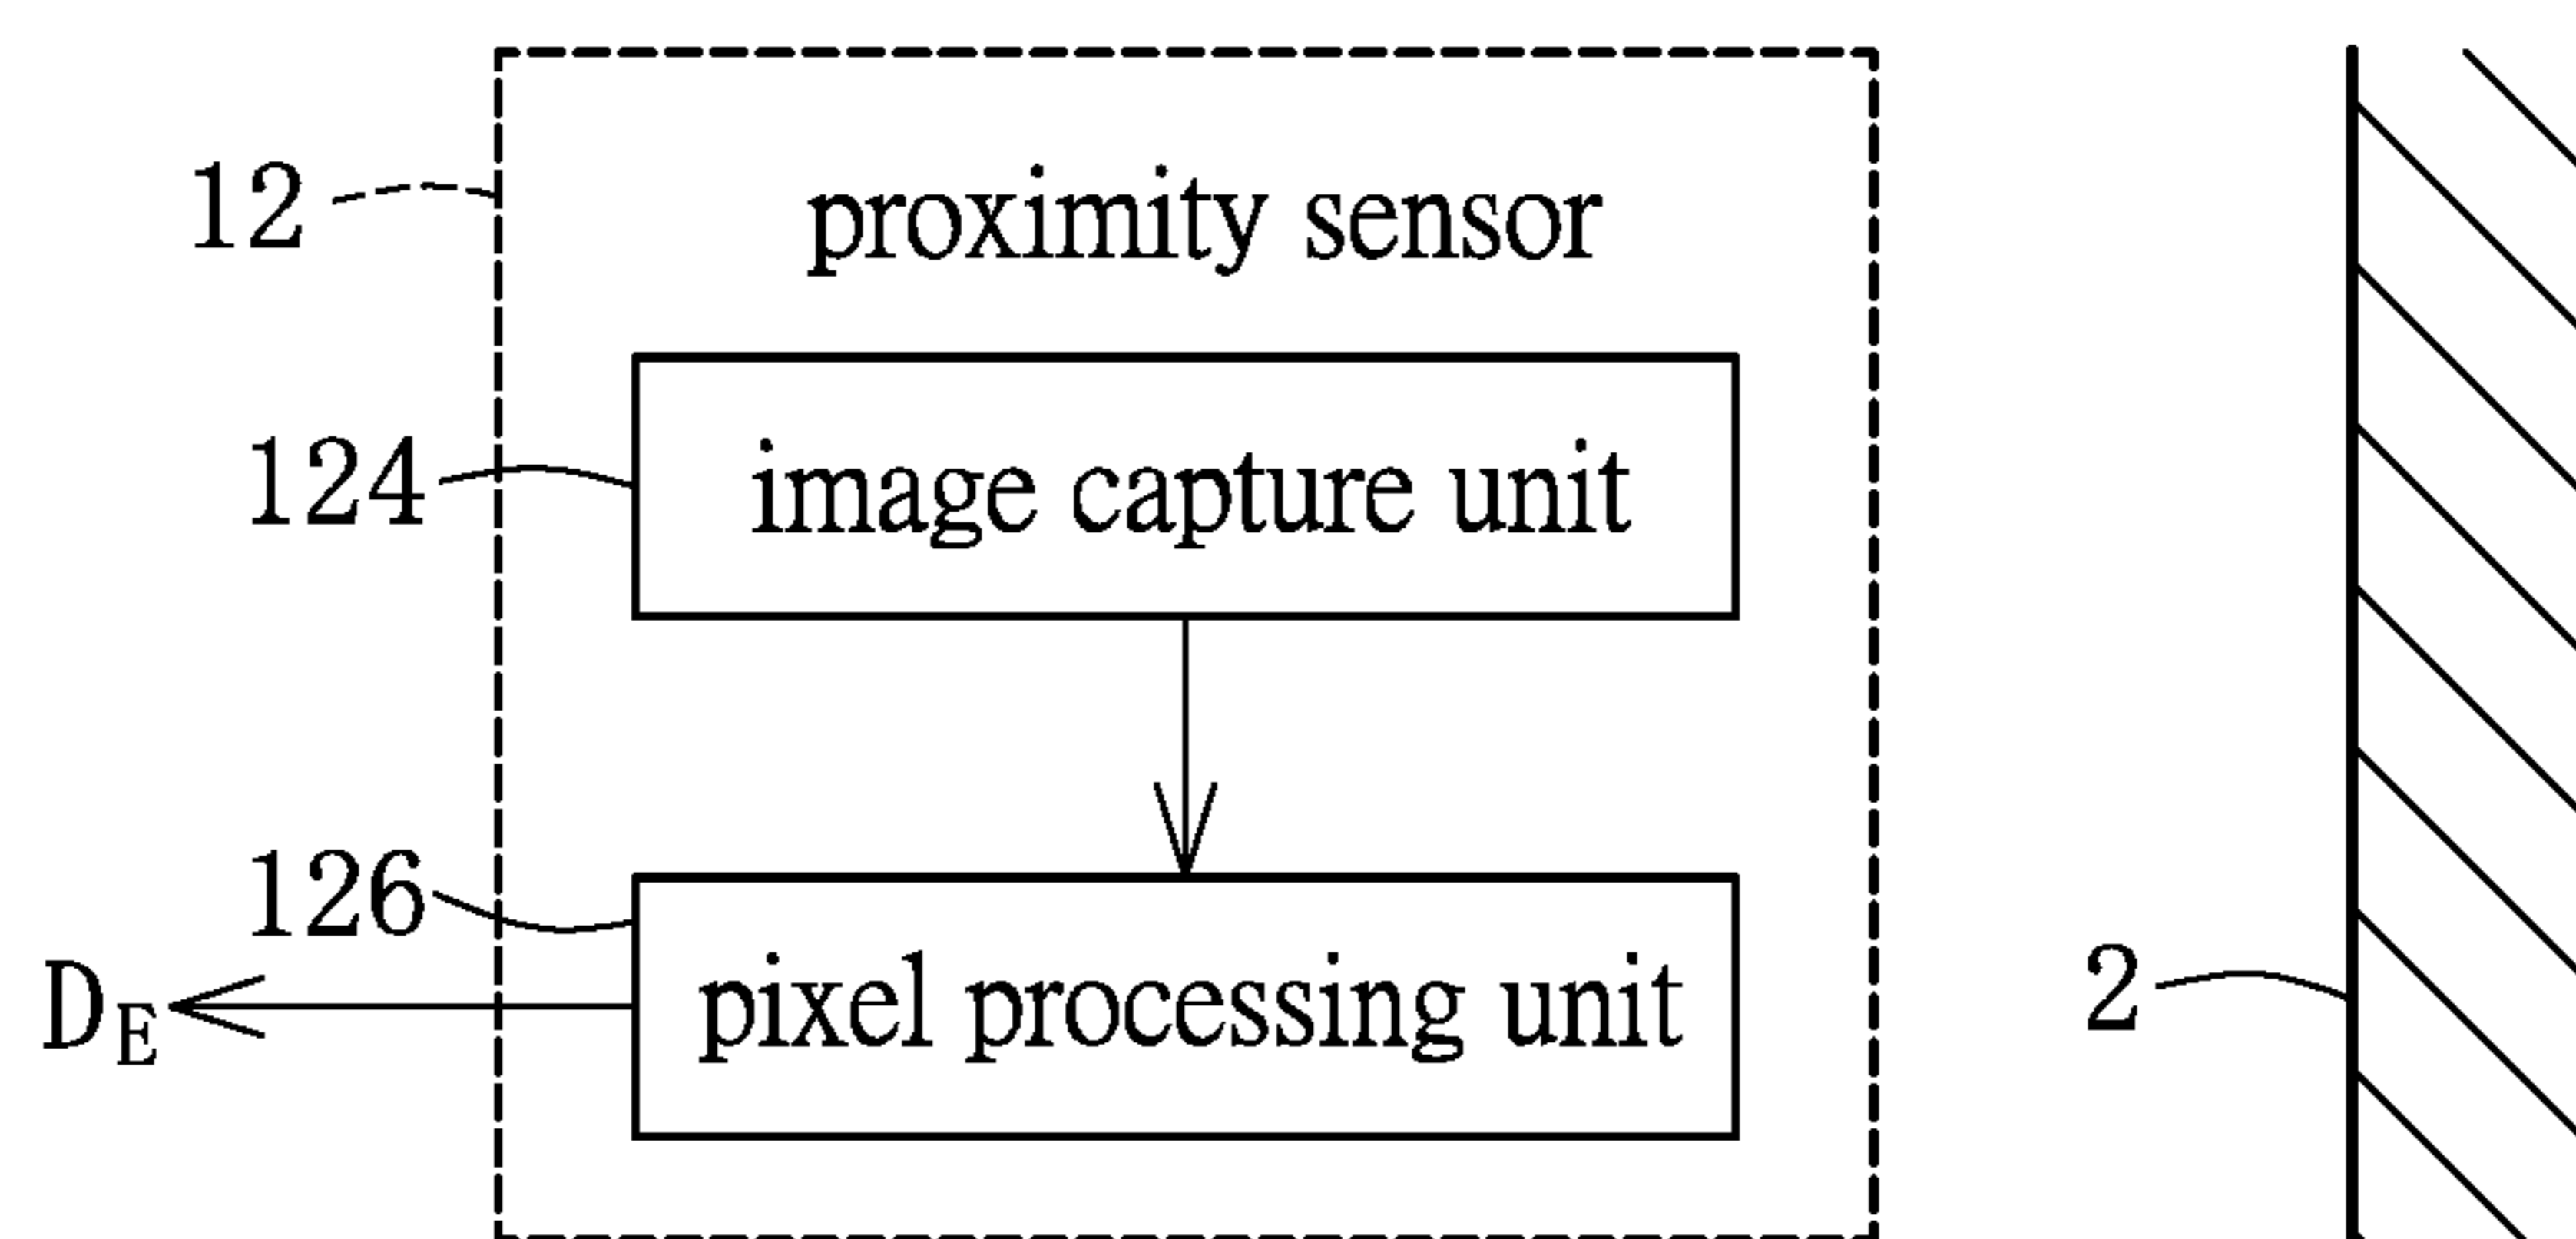 12
proximity sensor
124
image capture unit
126
pixel processing unit
DE
2